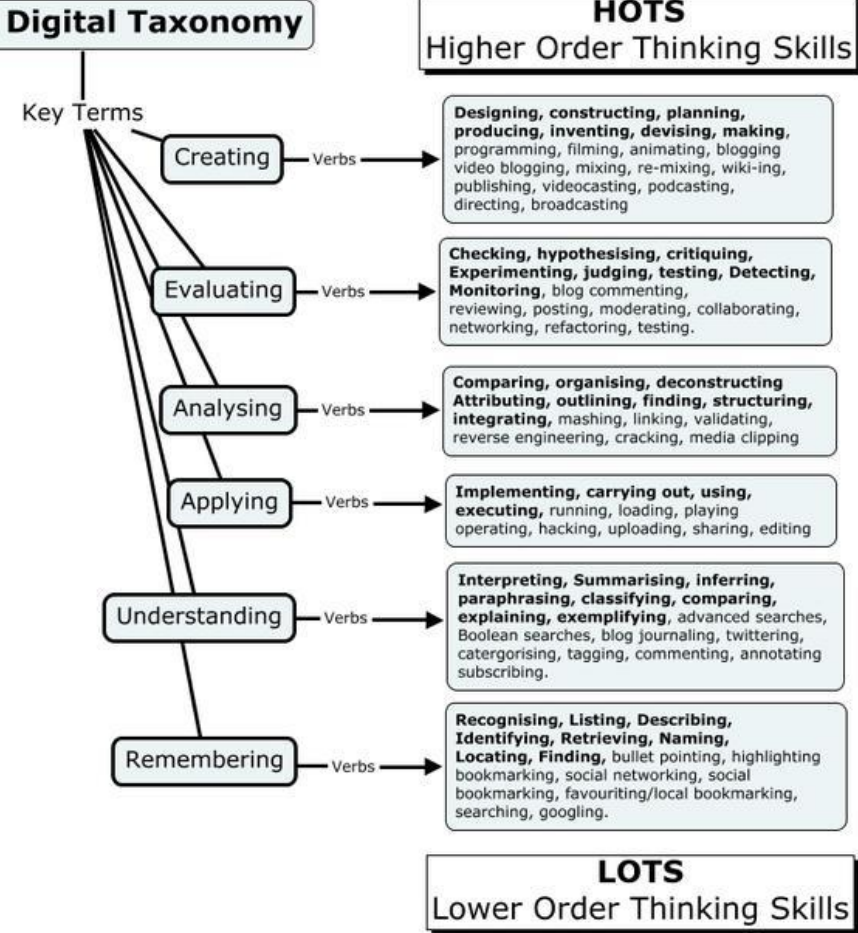 Digital Taxonomy
HOTS
Higher Order Thinking Skills
Key Terms
Creating
Verbs
Designing, constructing, planning,
producing, inventing, devising, making,
programming, filming, animating, blogging
video blogging, mixing, re-mixing, wiki-ing,
publishing, videocasting, podcasting,
directing, broadcasting
Evaluating
Verbs
Checking, hypothesising, critiquing,
Experimenting, judging, testing, Detecting,
Monitoring, blog commenting,
reviewing, posting, moderating, collaborating,
networking, refactoring, testing.
Analysing
Verbs
Comparing, organising, deconstructing
Attributing, outlining, finding, structuring,
integrating, mashing, linking, validating,
reverse engineering, cracking, media clipping
Applying
Verbs
Implementing, carrying out, using,
executing, running, loading, playing
operating, hacking, uploading, sharing, editing
Understanding
Verbs
Interpreting, Summarising, inferring,
paraphrasing, classifying, comparing,
explaining, exemplifying, advanced searches,
Boolean searches, blog journaling, twittering,
catergorising, tagging, commenting, annotating
subscribing.
Remembering
Verbs
Recognising, Listing, Describing,
Identifying, Retrieving, Naming,
Locating, Finding, bullet pointing, highlighting
bookmarking, social networking, social
bookmarking, favouriting/local bookmarking,
searching, googling.
LOTS
Lower Order Thinking Skills